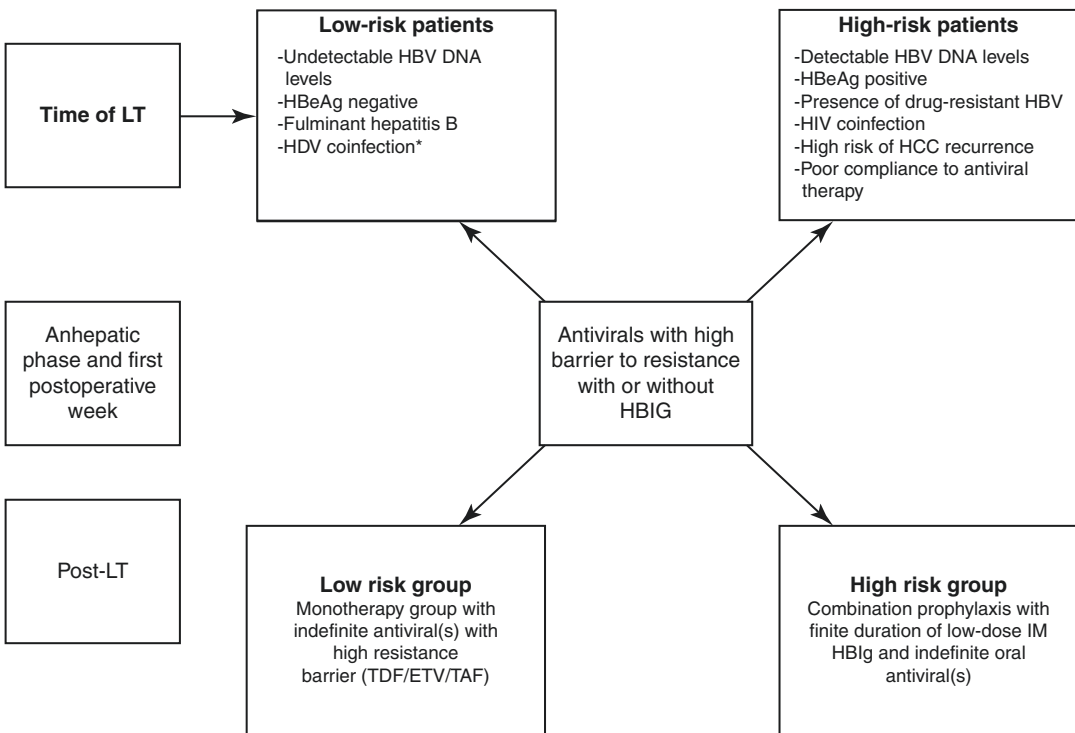 Time of LT
Low-risk patients
-Undetectable HBV DNA
levels
-HBeAg negative
-Fulminant hepatitis B
-HDV coinfection*
High-risk patients
-Detectable HBV DNA levels
-HBeAg positive
-Presence of drug-resistant HBV
-HIV coinfection
-High risk of HCC recurrence
-Poor compliance to antiviral
therapy
Anhepatic
phase and first
postoperative
week
Antivirals with high
barrier to resistance
with or without
HBIG
Post-LT
Low risk group
Monotherapy group with
indefinite antiviral(s) with
high resistance
barrier (TDF/ETV/TAF)
High risk group
Combination prophylaxis with
finite duration of low-dose IM
HBIg and indefinite oral
antiviral(s)